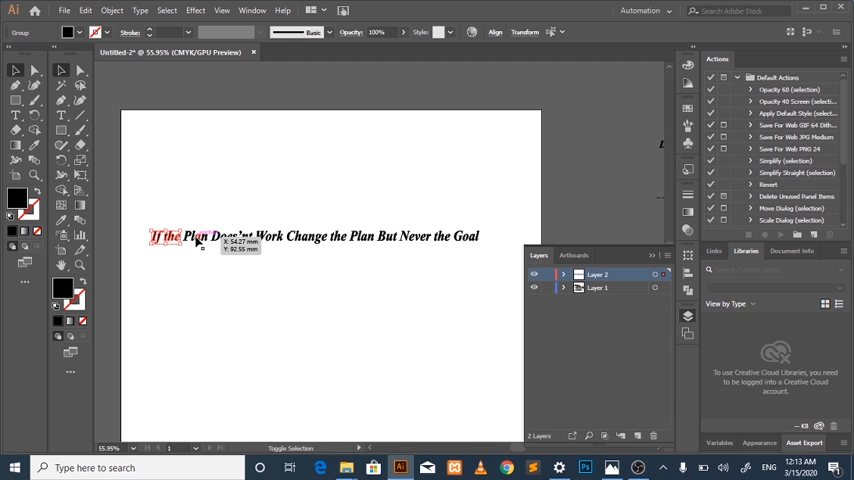 Ai File Edit Object Type Select Effect View Window Help Automation Search Adobe Stock
Group Stroke: Basic Opacity: 100% Style: Align Transform
Untitled-2* @ 55.95% (CMYK/GPU Preview)
Actions
Default Actions
Opacity 60 (selection)
Opacity 40 Screen (selecti...
Apply Default Style (selecti...
Save For Web GIF 64 Dith...
Save For Web JPG Medium
Save For Web PNG 24
Simplify (selection)
Simplify Straight (selection)
Revert
Delete Unused Panel Items
Move Dialog (selection)
Scale Dialog (selection)
If the Plan Does'nt Work Change the Plan But Never the Goal
X: 54.27 mm
Y: 92.55 mm
Layers Artboards
Layer 2
Layer 1
2 Layers
Links Libraries Document Info
View by Type
To use Creative Cloud Libraries, you need
to be logged into a Creative Cloud
account.
-- KB
Variables Appearance Asset Export
55.95% 1 Toggle Selection
Type here to search
ENG
12:13 AM
3/15/2020